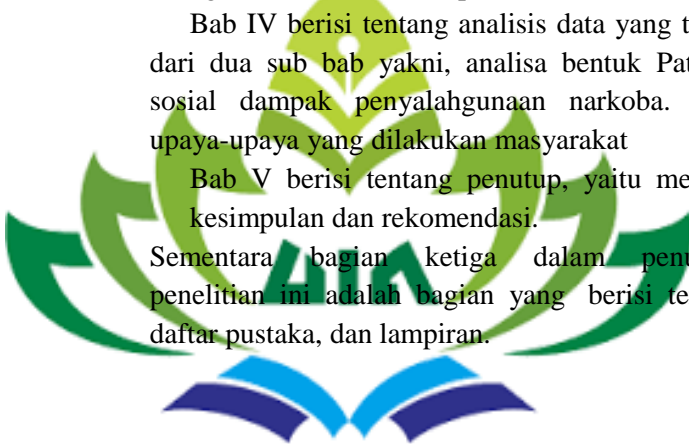 Bab IV berisi tentang analisis data yang t
dari dua sub bab yakni, analisa bentuk Pat
sosial dampak penyalahgunaan narkoba.
upaya-upaya yang dilakukan masyarakat
Bab V berisi tentang penutup, yaitu me
kesimpulan dan rekomendasi.
Sementara bagian ketiga dalam penu
penelitian ini adalah bagian yang berisi te
daftar pustaka, dan lampiran.
UIN